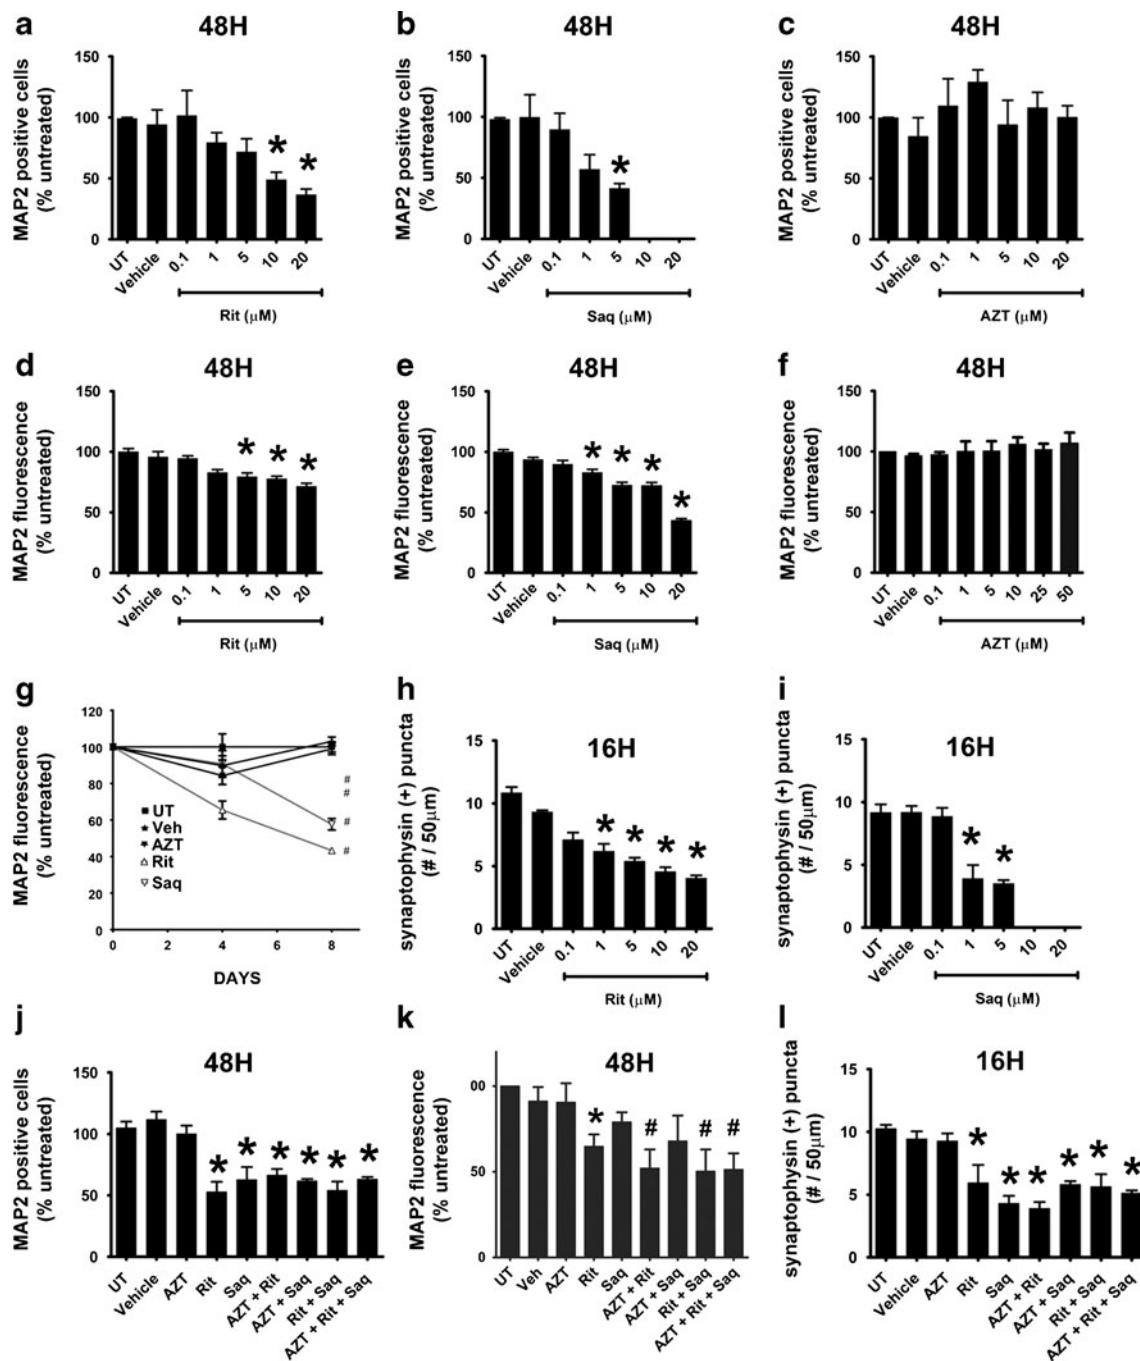 a
48H
MAP2 positive cells
(% untreated)
150
100
50
0
UT
Vehicle
0.1
1
5
10
20
Rit (µM)
*
*
b
48H
MAP2 positive cells
(% untreated)
150
100
50
0
UT
Vehicle
0.1
1
5
10
20
Saq (µM)
*
c
48H
MAP2 positive cells
(% untreated)
150
100
50
0
UT
Vehicle
0.1
1
5
10
20
AZT (µM)
d
48H
MAP2 fluorescence
(% untreated)
150
100
50
0
UT
Vehicle
0.1
1
5
10
20
Rit (µM)
*
*
*
e
48H
MAP2 fluorescence
(% untreated)
150
100
50
0
UT
Vehicle
0.1
1
5
10
20
Saq (µM)
*
*
*
*
f
48H
MAP2 fluorescence
(% untreated)
150
100
50
0
UT
Vehicle
0.1
1
5
10
25
50
AZT (µM)
g
MAP2 fluorescence
(% untreated)
120
100
80
60
40
20
0
UT
Veh
AZT
Rit
Saq
#
#
#
#
0
2
4
6
8
DAYS
h
16H
synaptophysin (+) puncta
(# / 50µm)
15
10
5
0
UT
Vehicle
0.1
1
5
10
20
Rit (µM)
*
*
*
*
i
16H
synaptophysin (+) puncta
(# / 50µm)
15
10
5
0
UT
Vehicle
0.1
1
5
10
20
Saq (µM)
*
*
j
48H
MAP2 positive cells
(% untreated)
150
100
50
0
UT
Vehicle
AZT
Rit
Saq
AZT + Rit
AZT + Saq
Rit + Saq
AZT + Rit + Saq
*
*
*
*
*
*
k
48H
MAP2 fluorescence
(% untreated)
00
50
0
UT
Veh
AZT
Rit
Saq
AZT + Rit
AZT + Saq
Rit + Saq
AZT + Rit + Saq
*
#
#
#
l
16H
synaptophysin (+) puncta
(# / 50µm)
15
10
5
0
UT
Vehicle
AZT
Rit
Saq
AZT + Rit
AZT + Saq
Rit + Saq
AZT + Rit + Saq
*
*
*
*
*
*